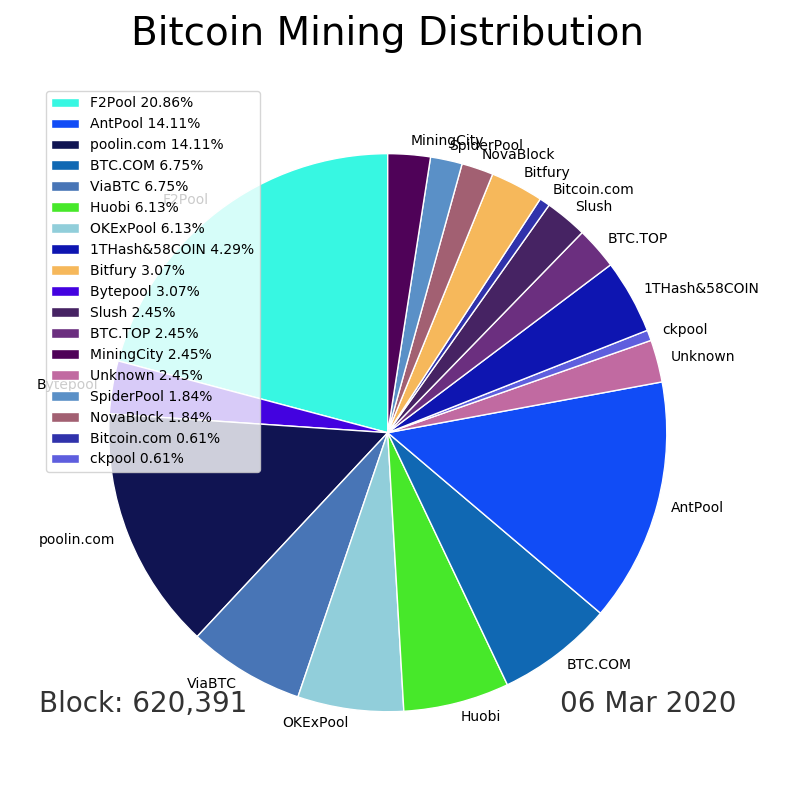 Bitcoin Mining Distribution
F2Pool 20.86%
AntPool 14.11%
poolin.com 14.11%
BTC.COM 6.75%
ViaBTC 6.75%
Huobi 6.13%
OKExPool 6.13%
1THash&58COIN 4.29%
Bitfury 3.07%
Bytepool 3.07%
Slush 2.45%
BTC.TOP 2.45%
MiningCity 2.45%
Unknown 2.45%
SpiderPool 1.84%
NovaBlock 1.84%
Bitcoin.com 0.61%
ckpool 0.61%
MiningCity
SpiderPool
NovaBlock
Bitfury
Bitcoin.com
Slush
BTC.TOP
1THash&58COIN
ckpool
Unknown
AntPool
BTC.COM
Huobi
OKExPool
ViaBTC
poolin.com
Bytepool
F2Pool
Block: 620,391
06 Mar 2020